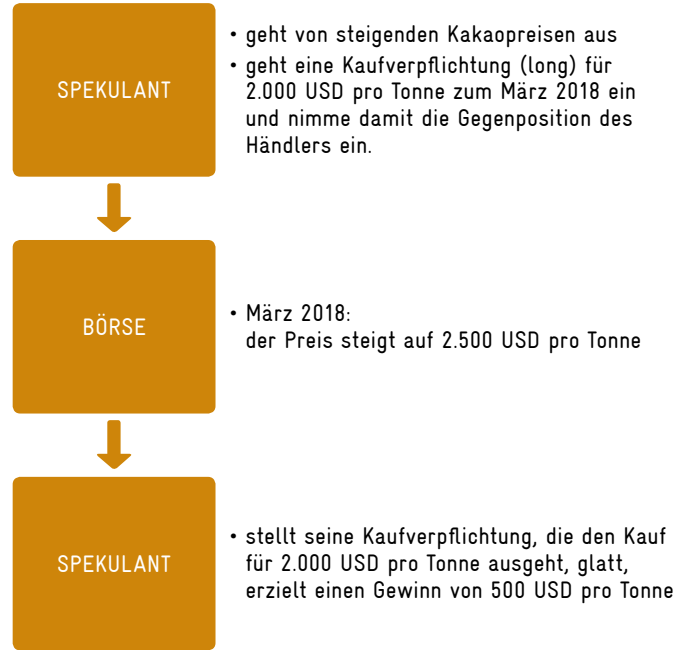 SPEKULANT
• geht von steigenden Kakaopreisen aus
• geht eine Kaufverpflichtung (long) für
2.000 USD pro Tonne zum März 2018 ein
und nimme damit die Gegenposition des
Händlers ein.
BÖRSE
• März 2018:
der Preis steigt auf 2.500 USD pro Tonne
SPEKULANT
• stellt seine Kaufverpflichtung, die den Kauf
für 2.000 USD pro Tonne ausgeht, glatt,
erzielt einen Gewinn von 500 USD pro Tonne